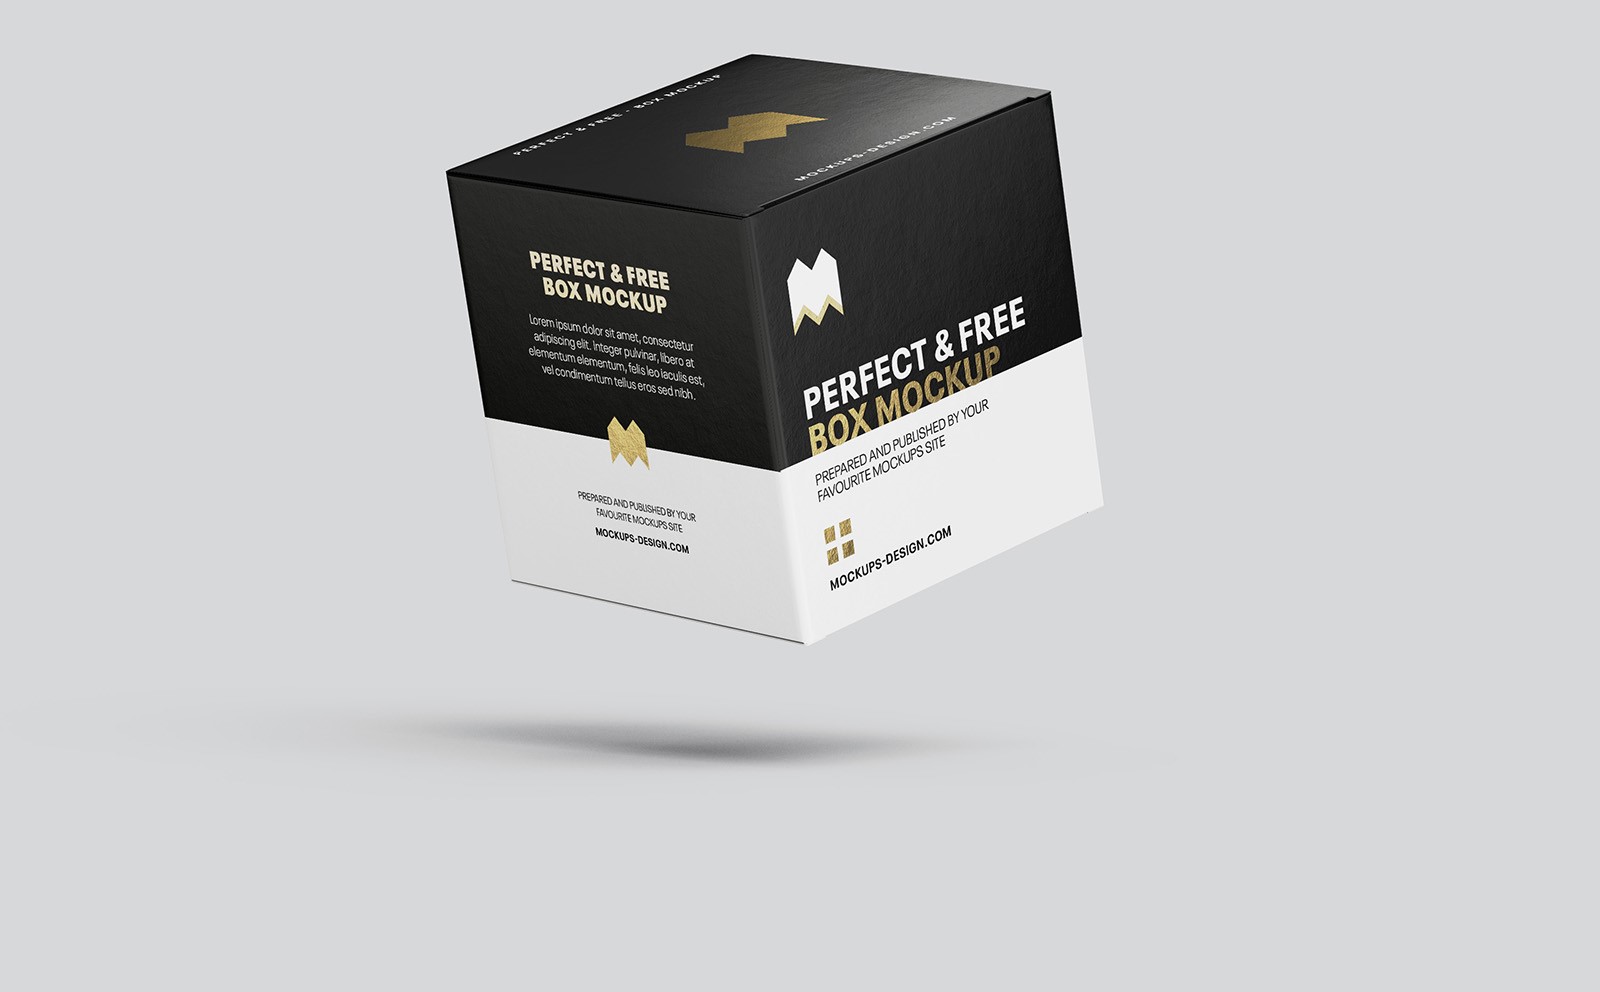 PERFECT & FREE - BOX MOCKUP
MOCKUPS-DESIGN.COM
PERFECT & FREE
BOX MOCKUP
Lorem ipsum dolor sit amet, consectetur
adipiscing elit. Integer pulvinar, libero at
elementum elementum, felis leo iaculis est,
vel condimentum tellus eros sed nibh.
PREPARED AND PUBLISHED BY YOUR
FAVOURITE MOCKUPS SITE
MOCKUPS-DESIGN.COM
PERFECT & FREE
BOX MOCKUP
PREPARED AND PUBLISHED BY YOUR
FAVOURITE MOCKUPS SITE
MOCKUPS-DESIGN.COM